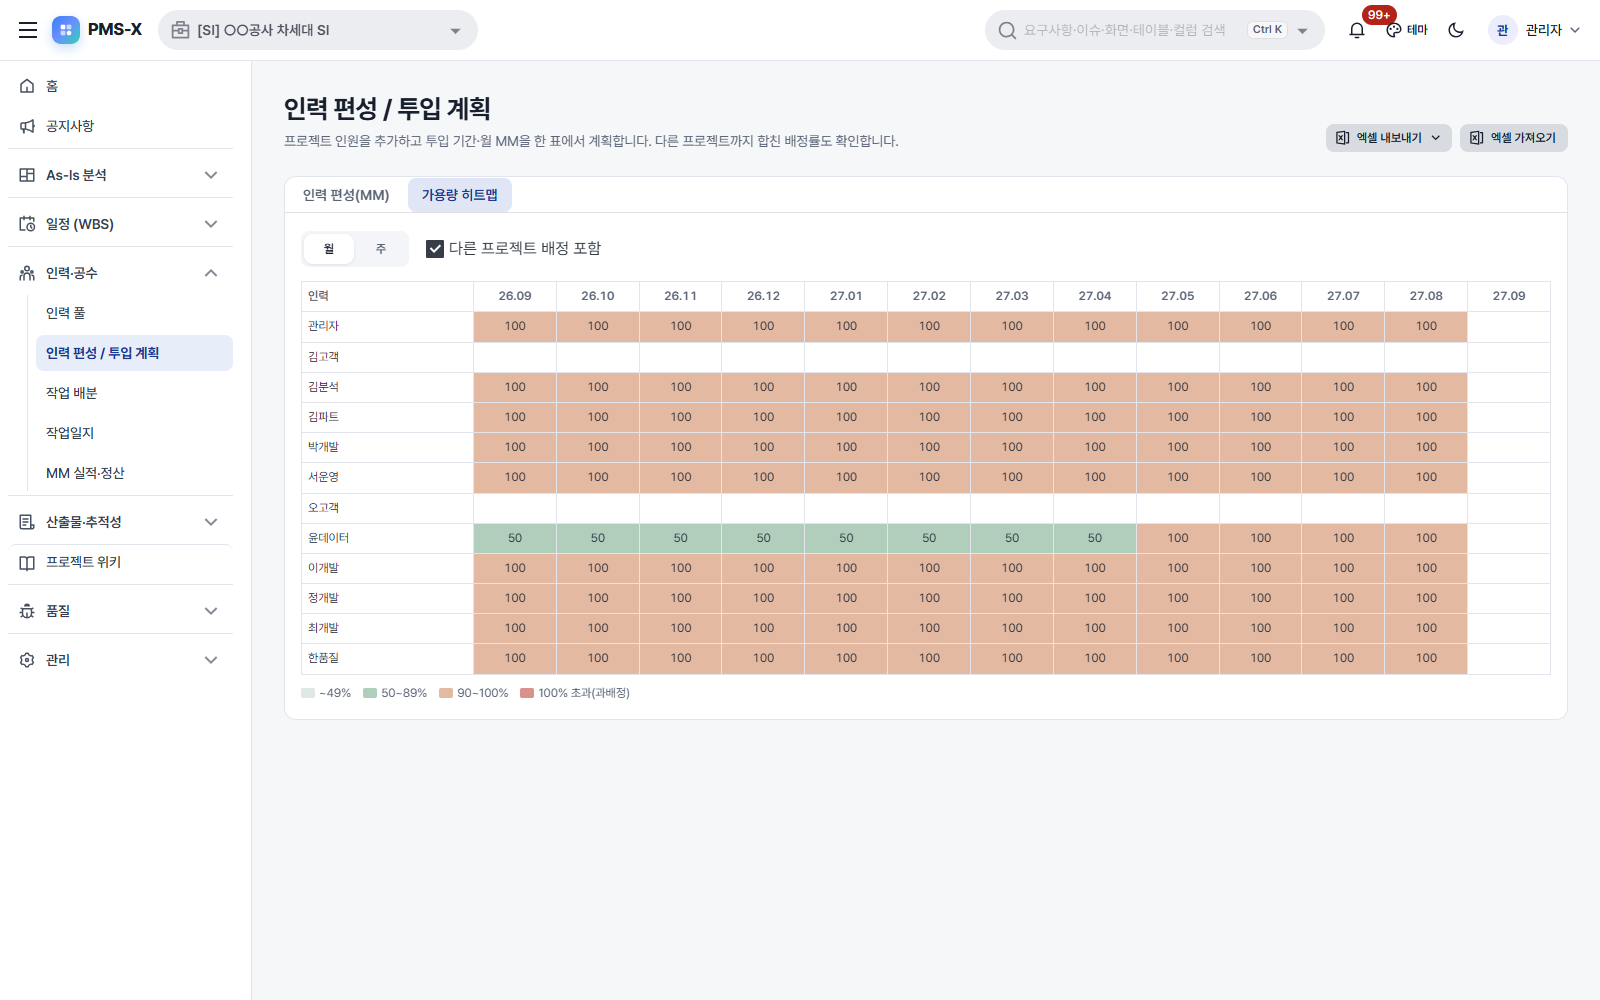 PMS-X
[SI] 〇〇공사 차세대 SI
요구사항·이슈·화면·테이블·컬럼 검색
Ctrl K
99+
테마
관
관리자
홈
공지사항
As-Is 분석
일정 (WBS)
인력·공수
인력 풀
인력 편성 / 투입 계획
작업 배분
작업일지
MM 실적·정산
산출물·추적성
프로젝트 위키
품질
관리
인력 편성 / 투입 계획
프로젝트 인원을 추가하고 투입 기간·월 MM을 한 표에서 계획합니다. 다른 프로젝트까지 합친 배정률도 확인합니다.
엑셀 내보내기
엑셀 가져오기
인력 편성(MM)
가용량 히트맵
월
주
다른 프로젝트 배정 포함
인력 26.09 26.10 26.11 26.12 27.01 27.02 27.03 27.04 27.05 27.06 27.07 27.08 27.09
관리자 100 100 100 100 100 100 100 100 100 100 100 100
김고객
김분석 100 100 100 100 100 100 100 100 100 100 100 100
김파트 100 100 100 100 100 100 100 100 100 100 100 100
박개발 100 100 100 100 100 100 100 100 100 100 100 100
서운영 100 100 100 100 100 100 100 100 100 100 100 100
오고객
윤데이터 50 50 50 50 50 50 50 50 100 100 100 100
이개발 100 100 100 100 100 100 100 100 100 100 100 100
정개발 100 100 100 100 100 100 100 100 100 100 100 100
최개발 100 100 100 100 100 100 100 100 100 100 100 100
한품질 100 100 100 100 100 100 100 100 100 100 100 100
~49% 50~89% 90~100% 100% 초과(과배정)